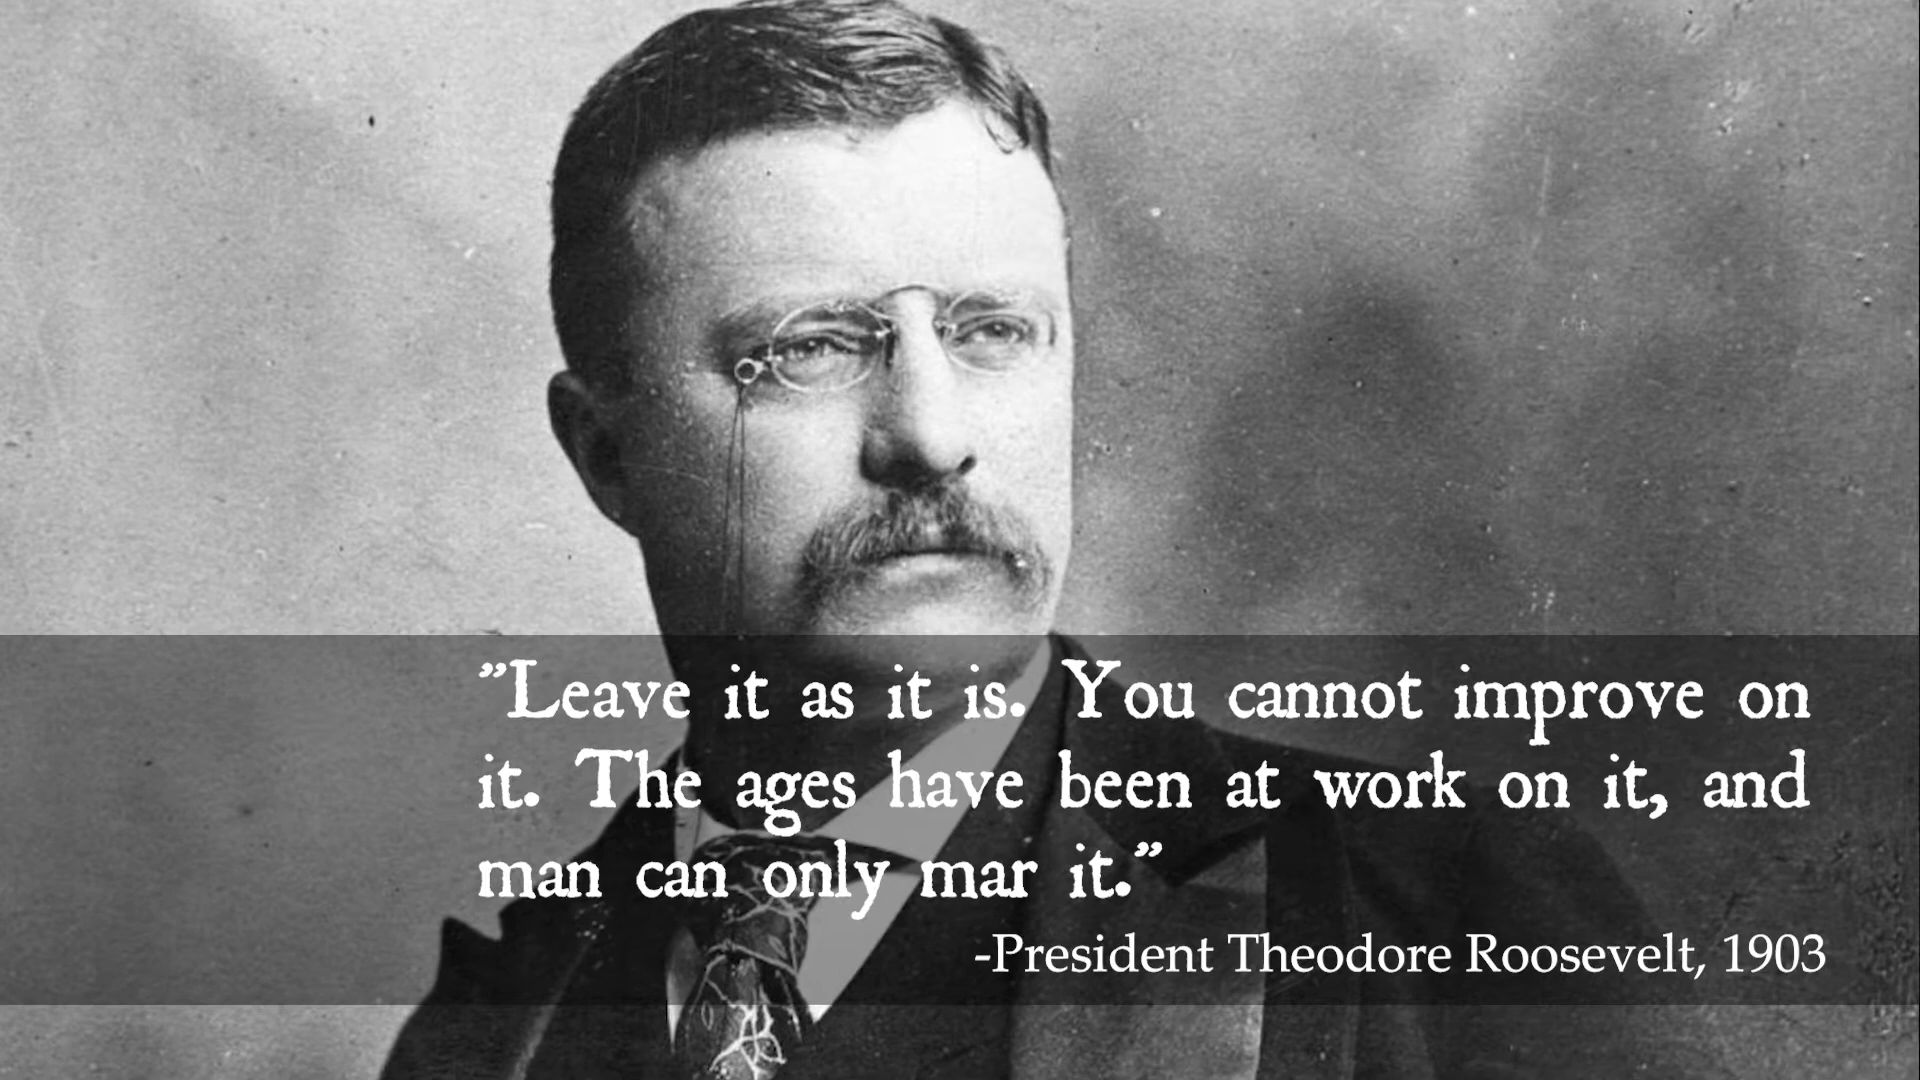 ”Leave it as it is. You cannot improve on
it. The ages have been at work on it, and
man can only mar it.”
-President Theodore Roosevelt, 1903